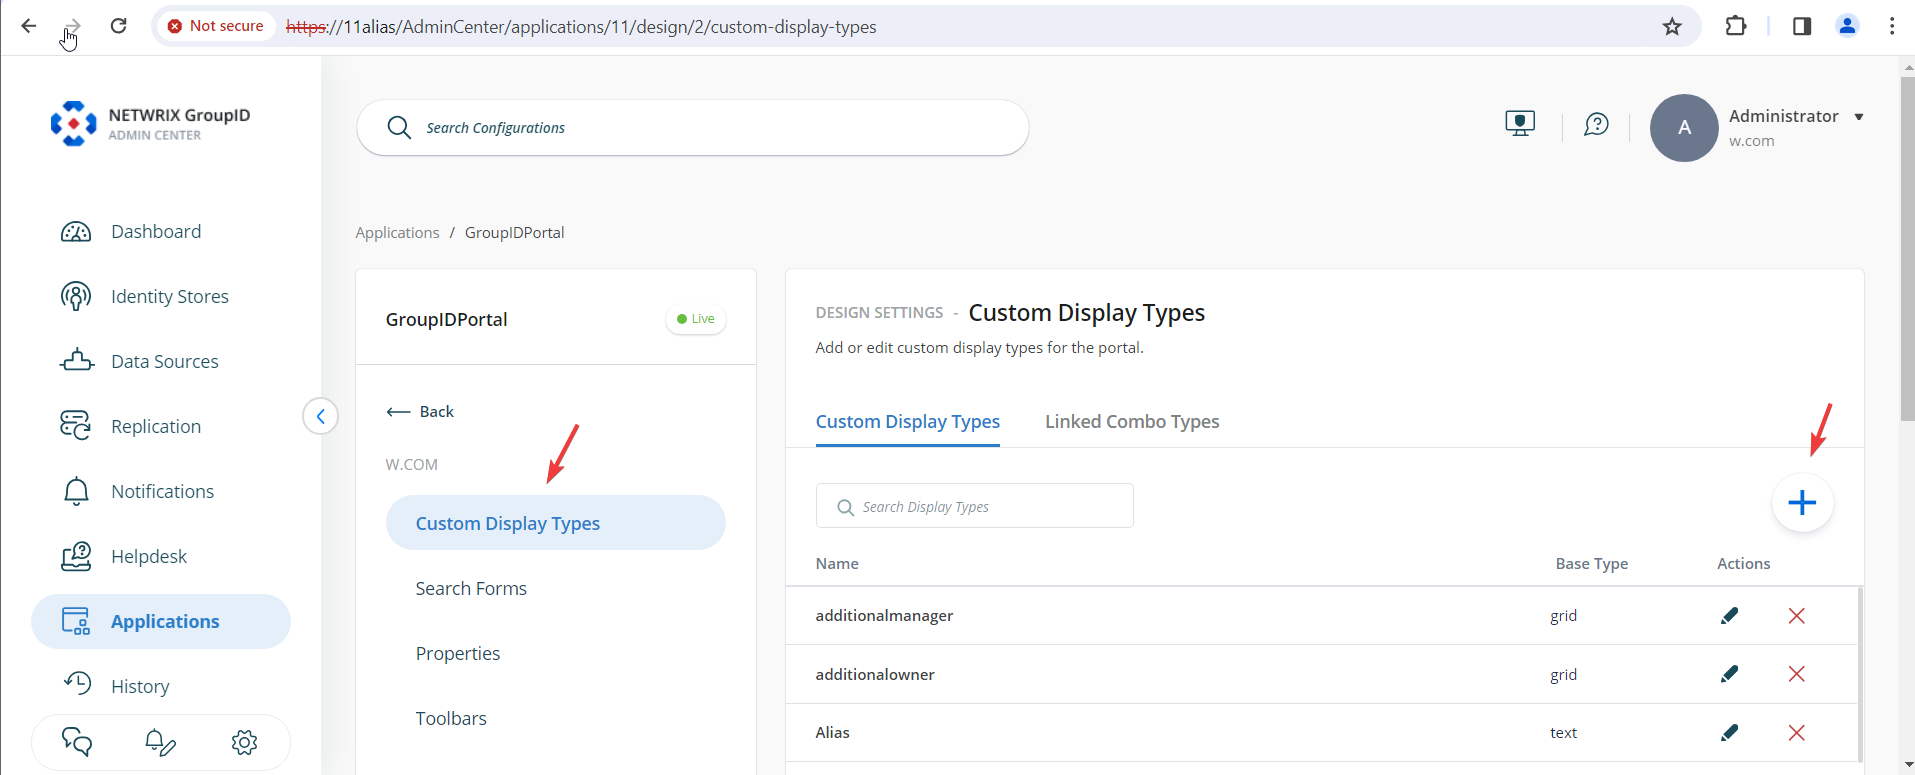 Not secure
https://11alias/AdminCenter/applications/11/design/2/custom-display-types
NETWRIX GroupID
ADMIN CENTER
Search Configurations
A
Administrator
w.com
Dashboard
Identity Stores
Data Sources
Replication
Notifications
Helpdesk
Applications
History
Applications / GroupIDPortal
GroupIDPortal
Live
Back
W.COM
Custom Display Types
Search Forms
Properties
Toolbars
DESIGN SETTINGS - Custom Display Types
Add or edit custom display types for the portal.
Custom Display Types Linked Combo Types
Search Display Types
Name Base Type Actions
additionalmanager grid
additionalowner grid
Alias text